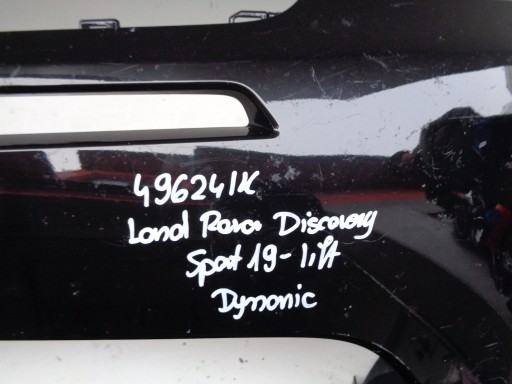 496241K
Land Rover Discovery
Sport 19-
Dynamic